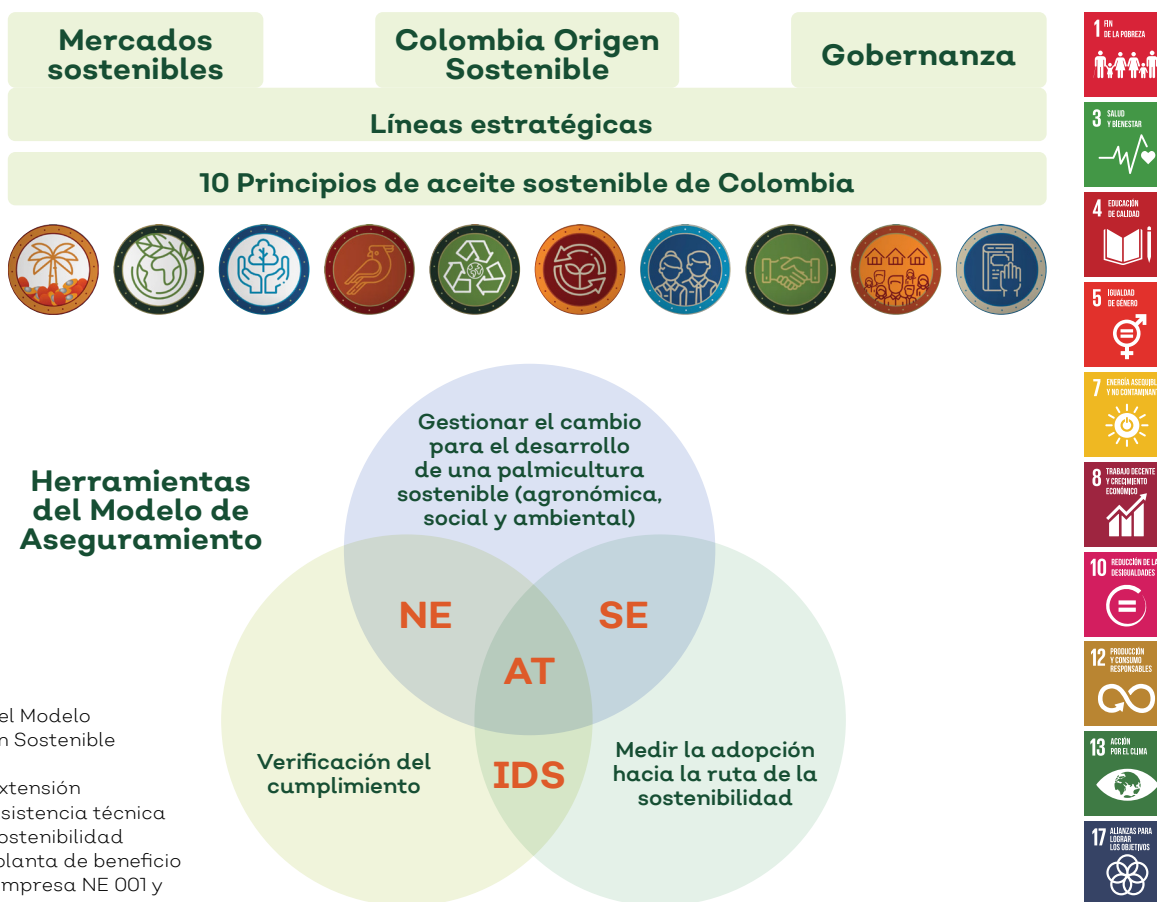 Mercados
sostenibles
Colombia Origen
Sostenible
Gobernanza
Líneas estratégicas
10 Principios de aceite sostenible de Colombia
Herramientas
del Modelo de
Aseguramiento
Gestionar el cambio
para el desarrollo
de una palmicultura
sostenible (agronómica,
social y ambiental)
NE
SE
AT
IDS
Verificación del
cumplimiento
Medir la adopción
hacia la ruta de la
sostenibilidad
el Modelo
n Sostenible
xtensión
sistencia técnica
ostenibilidad
planta de beneficio
mpresa NE 001 y
1 FIN
DE LA POBREZA
3 SALUD
Y BIENESTAR
4 EDUCACIÓN
DE CALIDAD
5 IGUALDAD
DE GÉNERO
7 ENERGÍA ASEQUIBL
Y NO CONTAMINANT
8 TRABAJO DECENTE
Y CRECIMIENTO
ECONÓMICO
10 REDUCCIÓN DE LA
DESIGUALDADES
12 PRODUCCIÓN
Y CONSUMO
RESPONSABLES
13 ACCIÓN
POR EL CLIMA
17 ALIANZAS PARA
LOGRAR
LOS OBJETIVOS